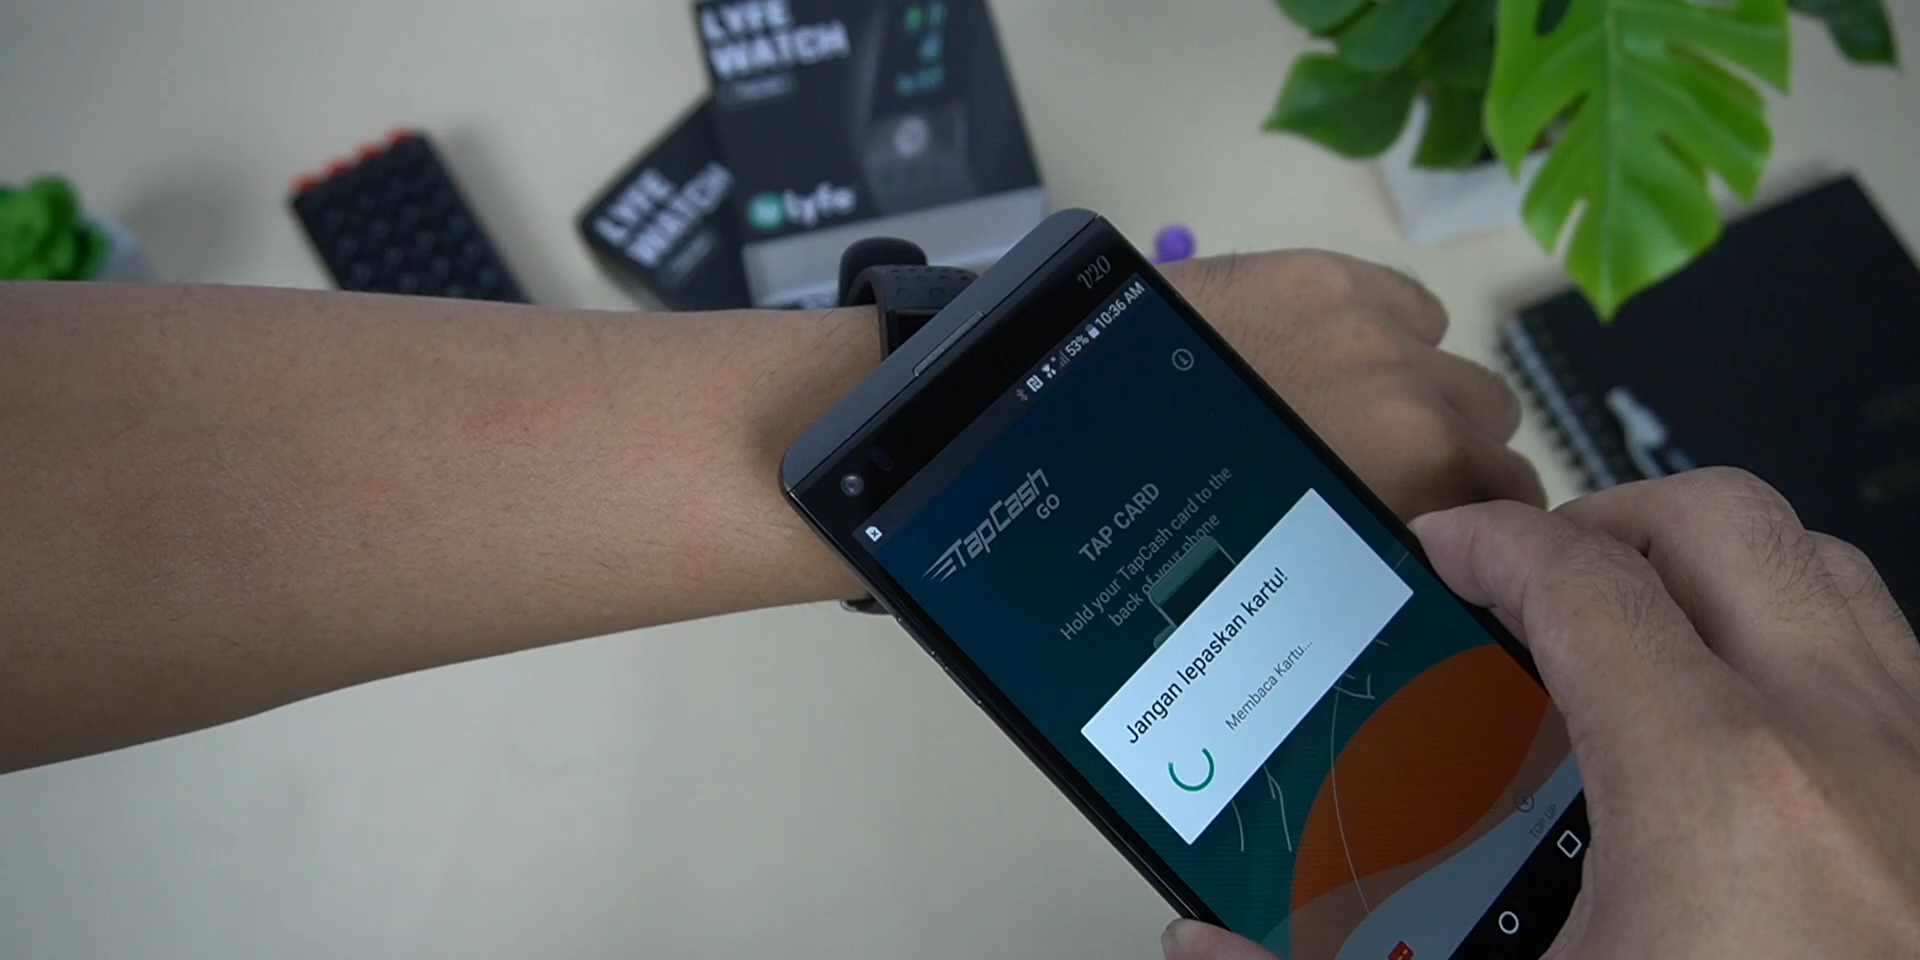 LYFE
WATCH
lyfe
LYFE
WATCH
V20
53% 10:36 AM
TapCash
GO
TAP CARD
Hold your TapCash card to the
back of your phone
Jangan lepaskan kartu!
Membaca Kartu...
TOP UP